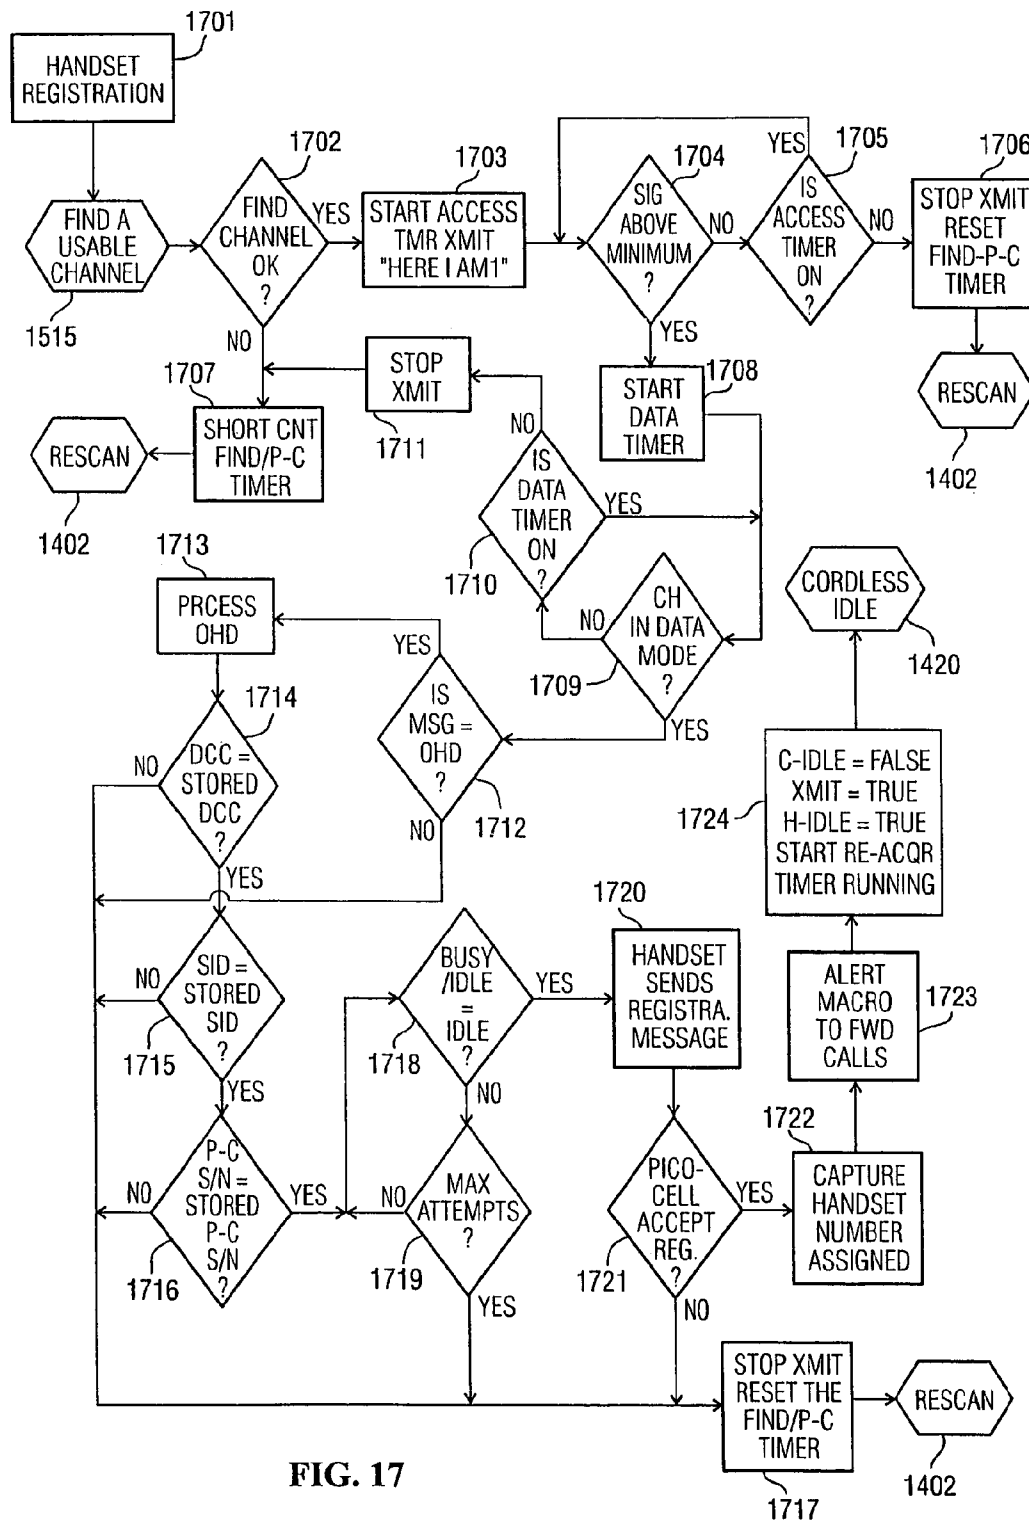 1701
HANDSET
REGISTRATION
1702
1703
1704
1705
1706
FIND A
USABLE
CHANNEL
1515
FIND
CHANNEL
OK
?
YES
NO
START ACCESS
TMR XMIT
"HERE I AM1"
SIG
ABOVE
MINIMUM
?
NO
YES
YES
IS
ACCESS
TIMER
ON
?
NO
STOP XMIT
RESET
FIND-P-C
TIMER
RESCAN
1402
1707
SHORT CNT
FIND/P-C
TIMER
RESCAN
1402
STOP
XMIT
1711
1708
START
DATA
TIMER
NO
IS
DATA
TIMER
ON
?
YES
1710
NO
CH
IN DATA
MODE
?
1709
YES
CORDLESS
IDLE
1420
1713
PRCESS
OHD
YES
IS
MSG =
OHD
?
1712
NO
1714
DCC =
STORED
DCC
?
NO
YES
C-IDLE = FALSE
XMIT = TRUE
H-IDLE = TRUE
START RE-ACQR
TIMER RUNNING
1724
SID =
STORED
SID
?
NO
1715
YES
BUSY
/IDLE
=
IDLE
?
1718
YES
NO
1720
HANDSET
SENDS
REGISTRA.
MESSAGE
ALERT
MACRO
TO FWD
CALLS
1723
P-C
S/N =
STORED
P-C
S/N
?
NO
YES
1716
MAX
ATTEMPTS
?
NO
1719
YES
PICO-
CELL
ACCEPT
REG.
?
1721
YES
NO
1722
CAPTURE
HANDSET
NUMBER
ASSIGNED
STOP XMIT
RESET THE
FIND/P-C
TIMER
1717
RESCAN
1402
FIG. 17